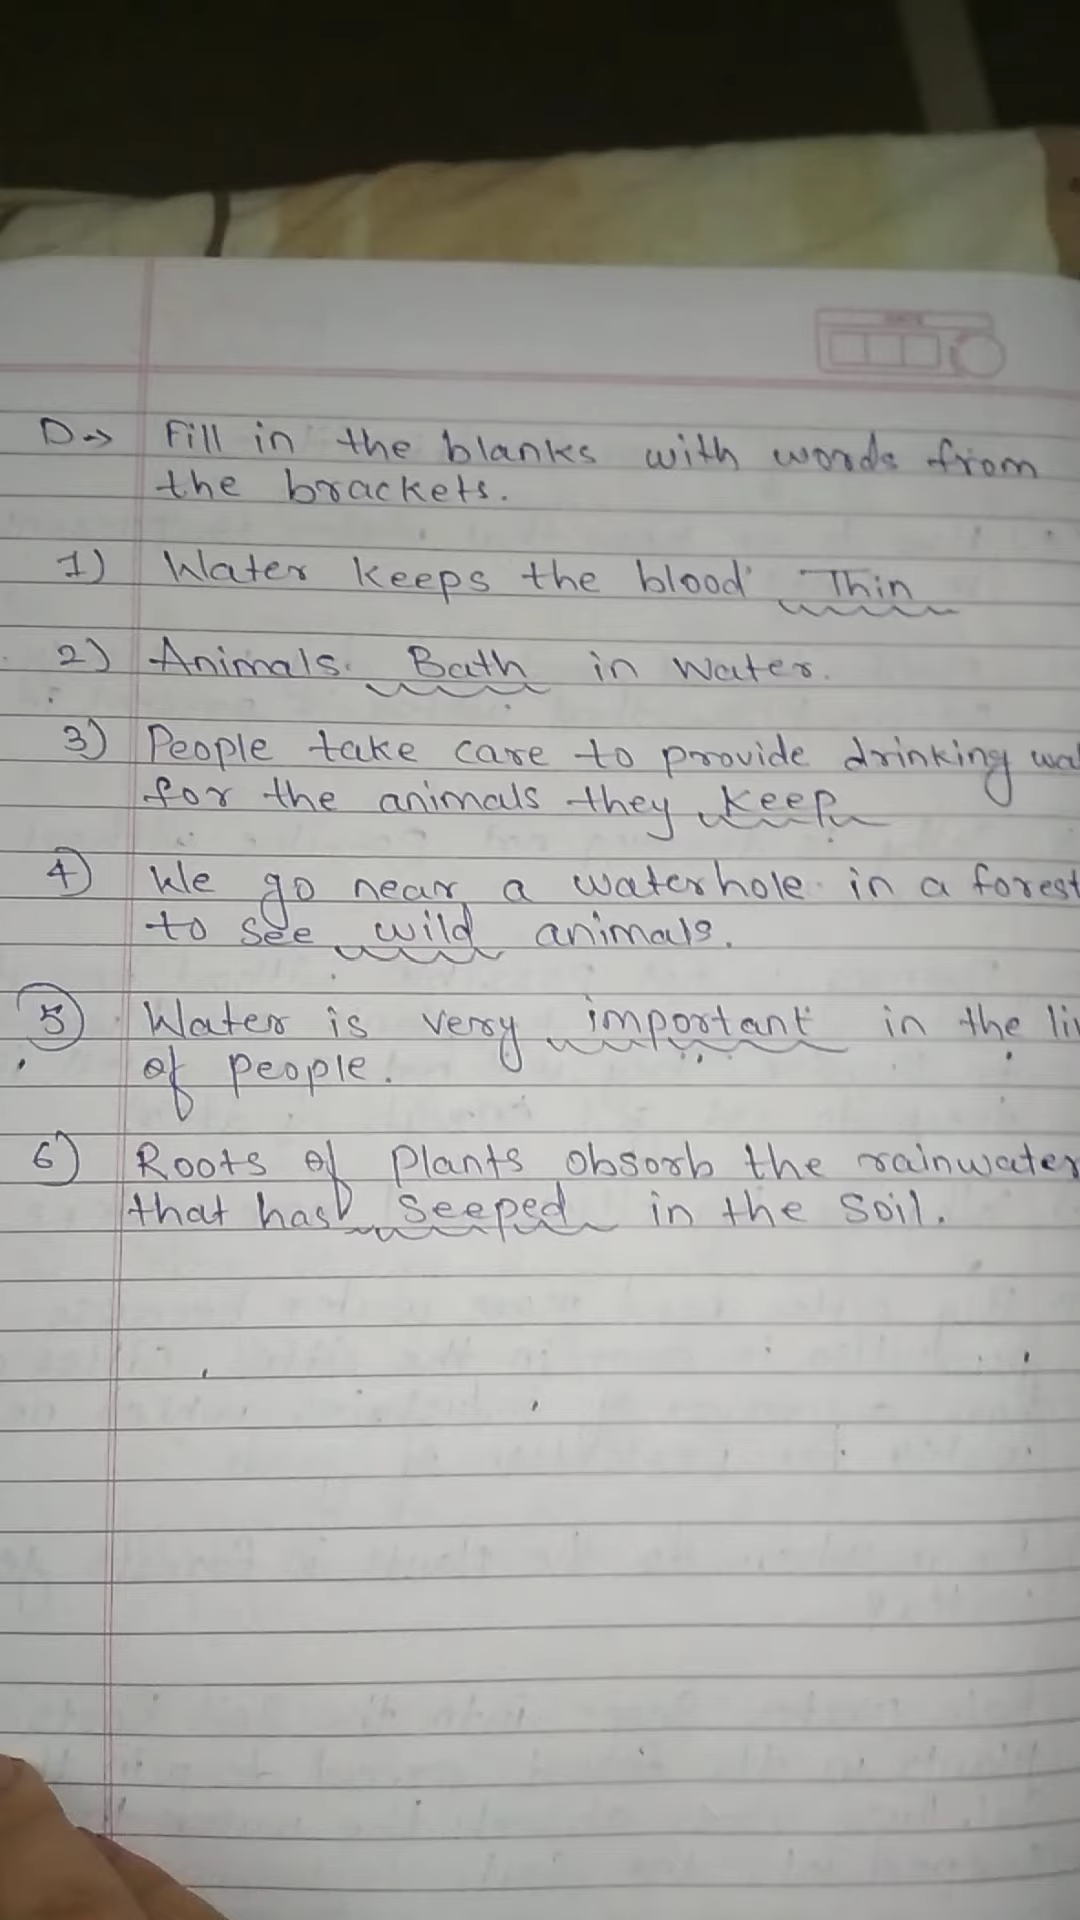 D→ Fill in the blanks with words from
the brackets.
1) Water keeps the blood Thin
2) Animals. Bath in water.
3) People take care to provide drinking wa
for the animals they keep
4) We go near a waterhole in a forest
to see wild animals.
5) Water is very important in the li
of people.
6) Roots of plants obsorb the rainwater
that has seeped in the soil.